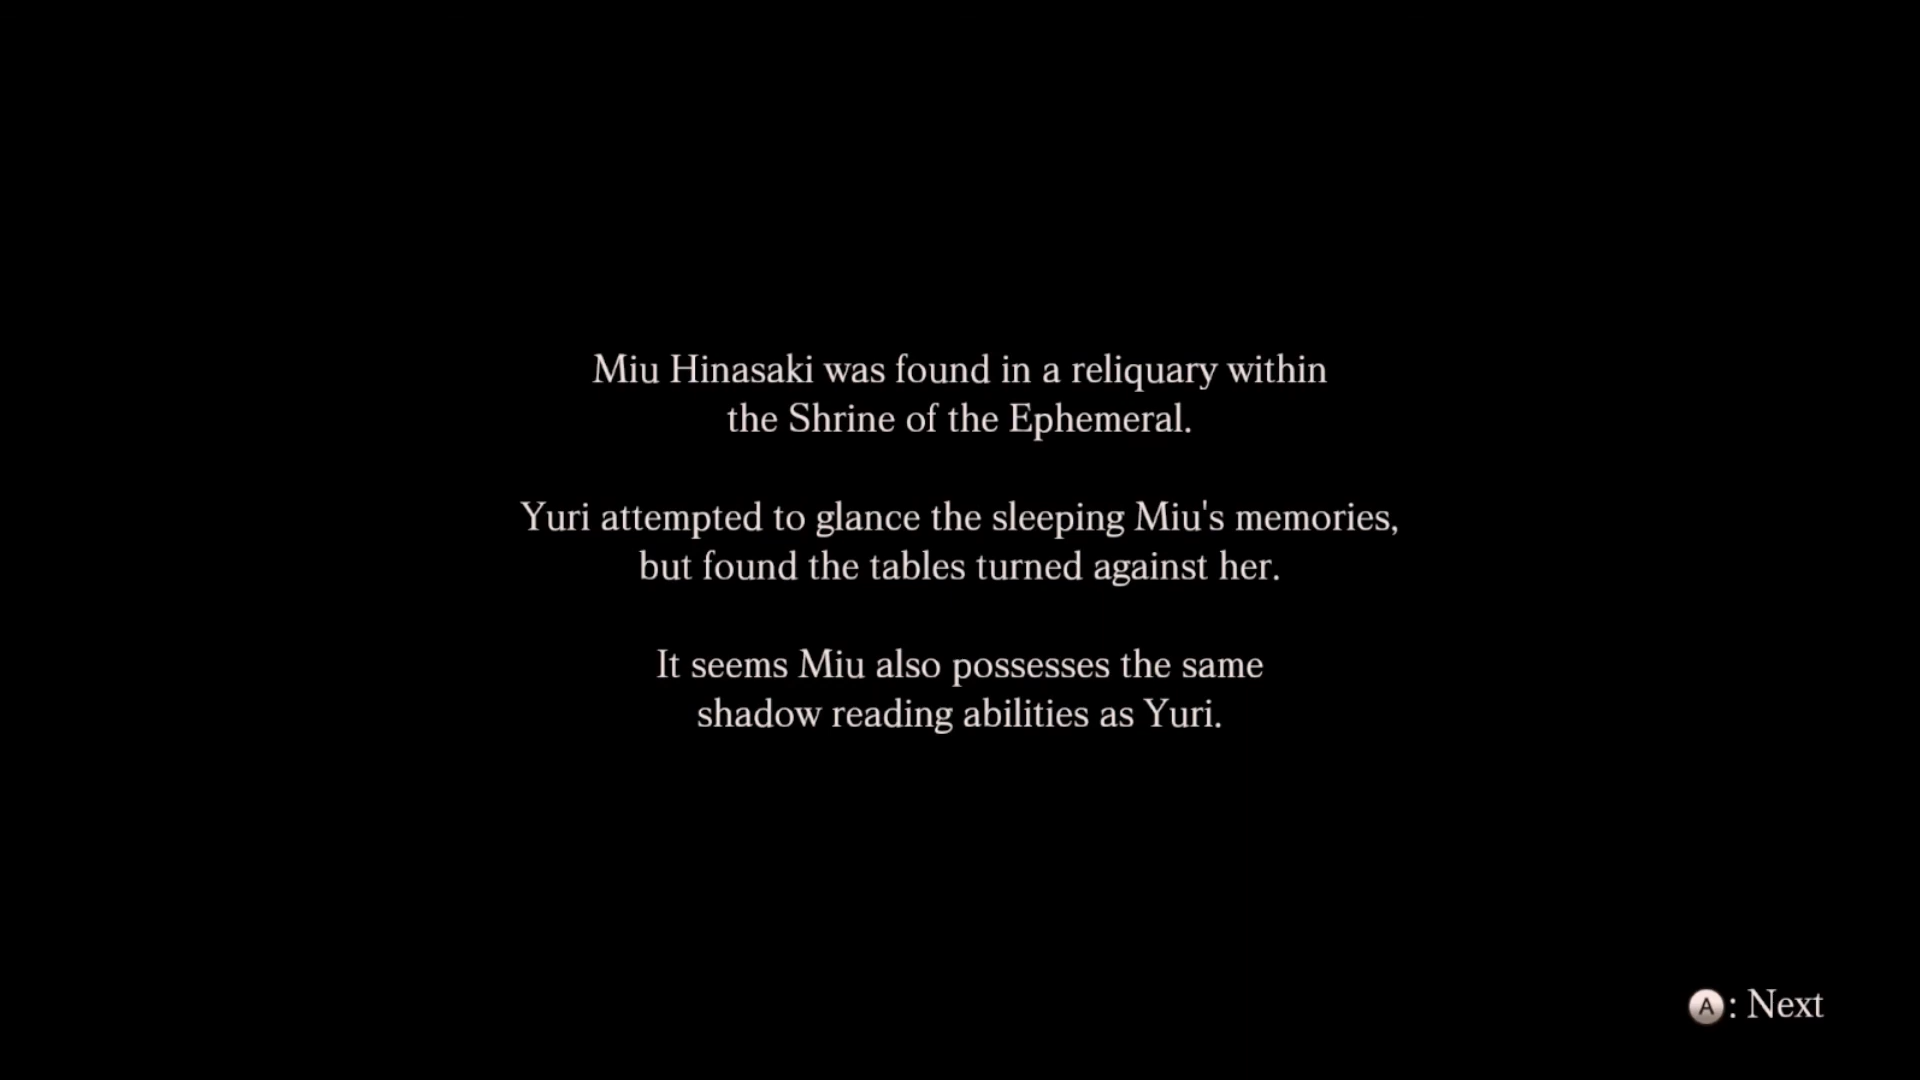 Miu Hinasaki was found in a reliquary within
the Shrine of the Ephemeral.
Yuri attempted to glance the sleeping Miu's memories,
but found the tables turned against her.
It seems Miu also possesses the same
shadow reading abilities as Yuri.
A : Next